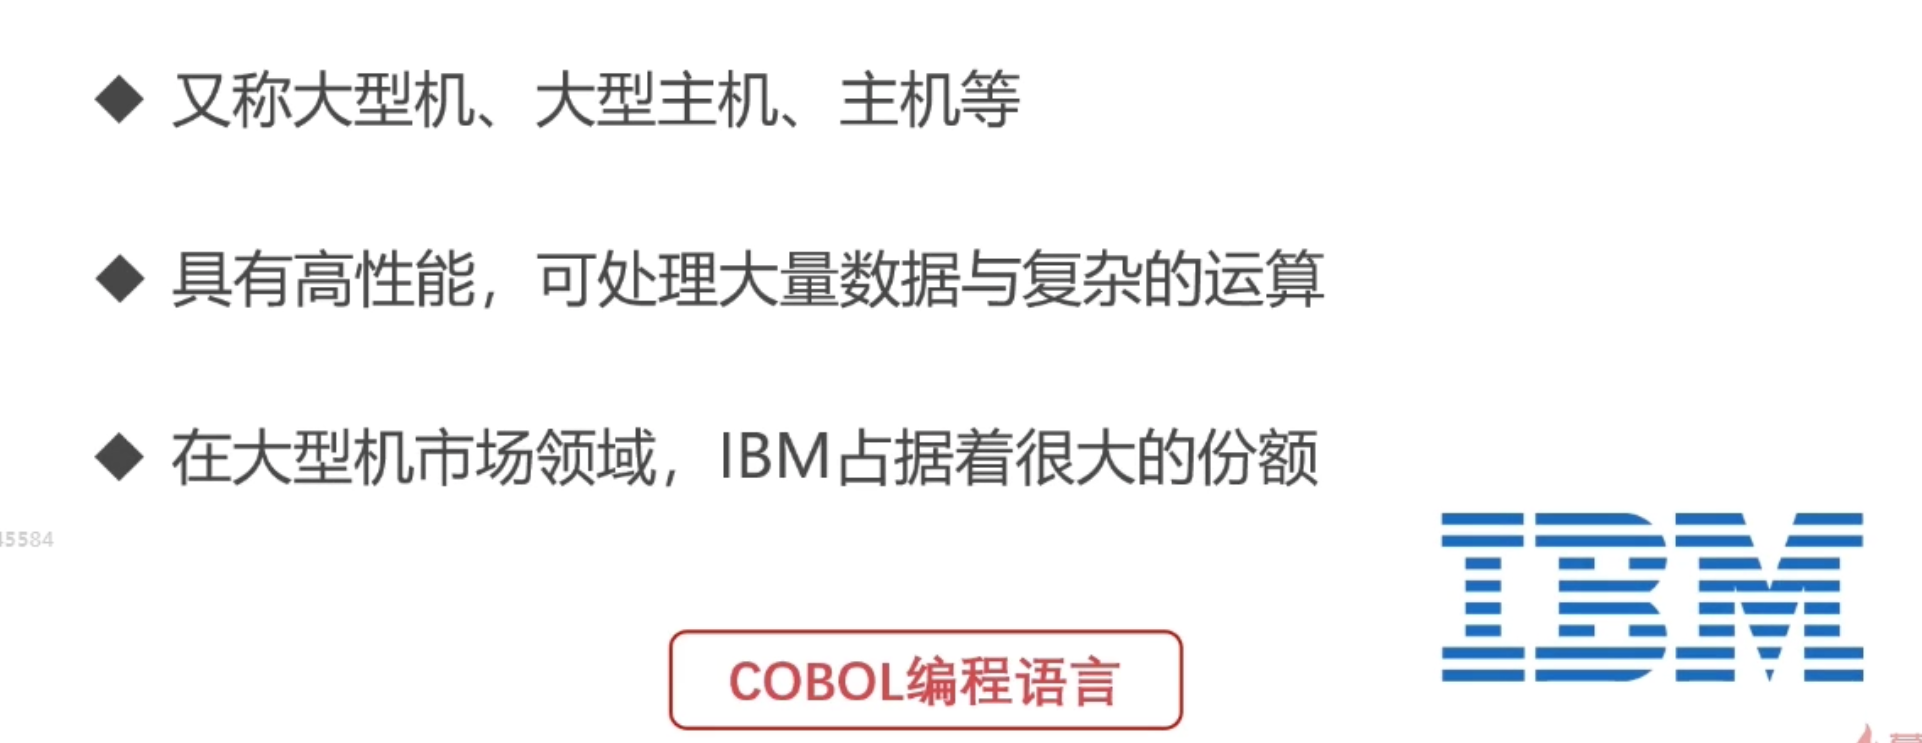 ◆ 又称大型机、大型主机、主机等
◆ 具有高性能，可处理大量数据与复杂的运算
◆ 在大型机市场领域，IBM占据着很大的份额
45584
IBM
COBOL编程语言